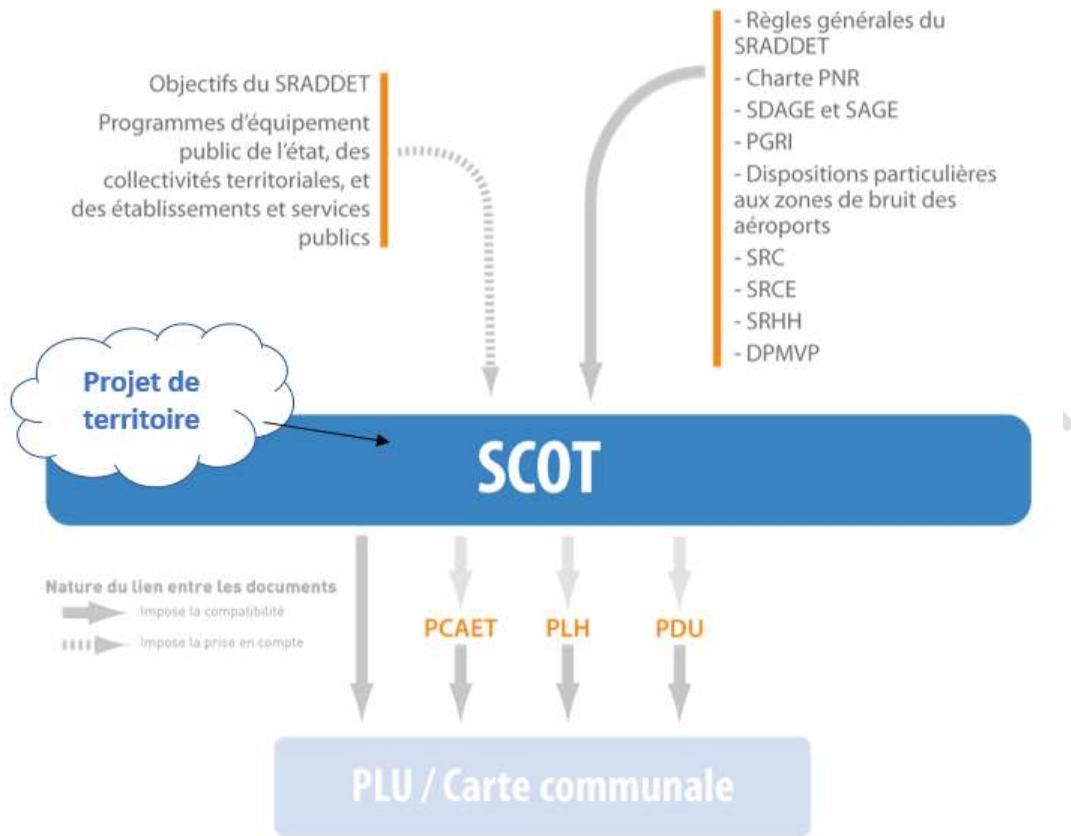 Objectifs du SRADDET
Programmes d'équipement
public de l'état, des
collectivités territoriales, et
des établissements et services
publics
- Règles générales du
SRADDET
- Charte PNR
- SDAGE et SAGE
- PGRI
- Dispositions particulières
aux zones de bruit des
aéroports
- SRC
- SRCE
- SRHH
- DPMVP
Projet de
territoire
SCOT
Nature du lien entre les documents
Impose la compatibilité
Impose la prise en compte
PCAET
PLH
PDU
PLU / Carte communale